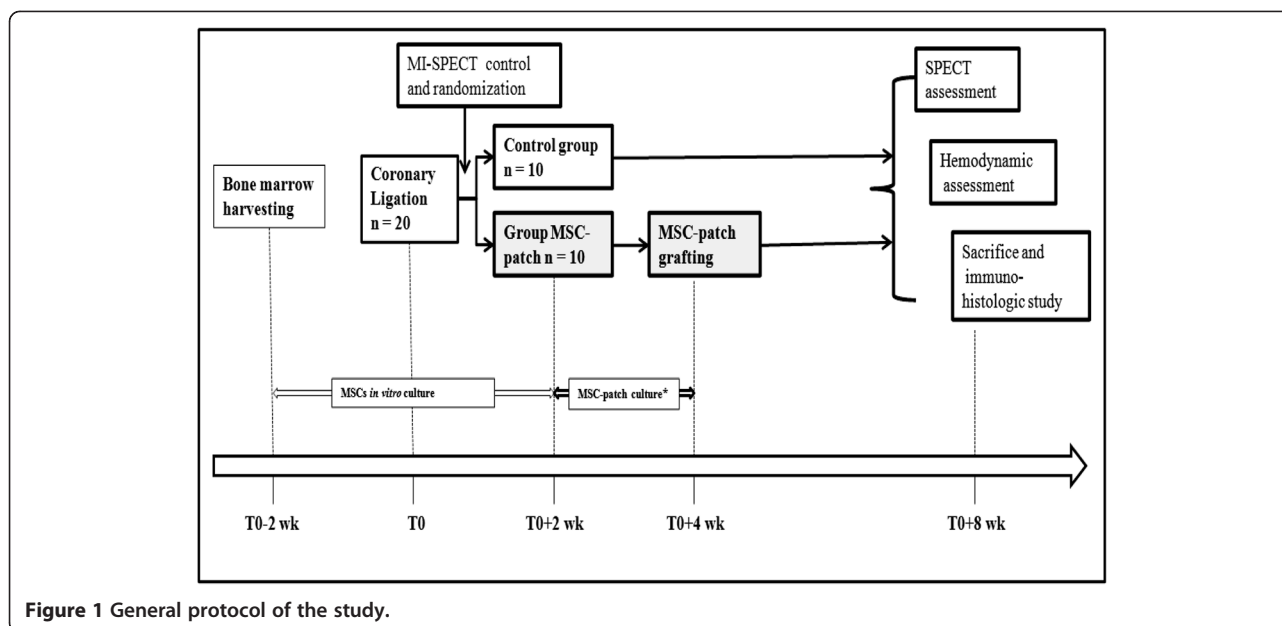 MI-SPECT control
and randomization
SPECT
assessment
Control group
n = 10
Bone marrow
harvesting
Coronary
Ligation
n = 20
Hemodynamic
assessment
Group MSC-
patch n = 10
MSC-patch
grafting
Sacrifice and
immuno-
histologic study
MSCs in vitro culture
MSC-patch culture*
T0-2 wk
T0
T0+2 wk
T0+4 wk
T0+8 wk
Figure 1 General protocol of the study.